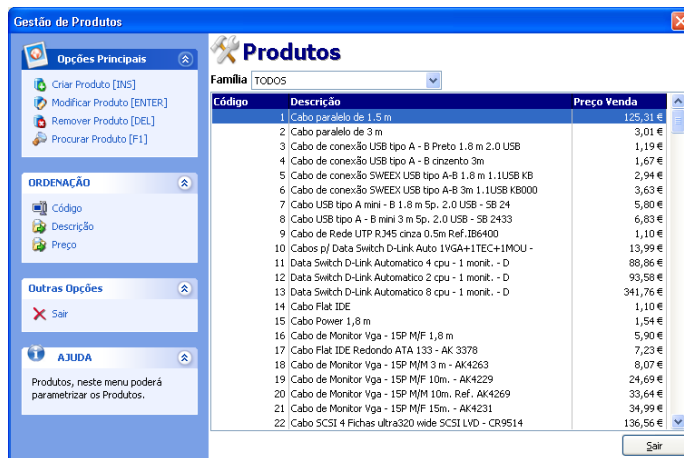 Gestão de Produtos
Opções Principais
Criar Produto [INS]
Modificar Produto [ENTER]
Remover Produto [DEL]
Procurar Produto [F1]
ORDENAÇÃO
Código
Descrição
Preço
Outras Opções
Sair
AJUDA
Produtos, neste menu poderá
parametrizar os Produtos.
Produtos
Família TODOS
Código Descrição Preço Venda
1 Cabo paralelo de 1.5 m 125,31 €
2 Cabo paralelo de 3 m 3,01 €
3 Cabo de conexão USB tipo A - B Preto 1.8 m 2.0 USB 1,19 €
4 Cabo de conexão USB tipo A - B cinzento 3m 1,67 €
5 Cabo de conexão SWEEX USB tipo A-B 1.8 m 1.1USB KB 2,94 €
6 Cabo de conexão SWEEX USB tipo A-B 3m 1.1USB KB000 3,63 €
7 Cabo USB tipo A mini - B 1.8 m 5p. 2.0 USB - SB 24 5,80 €
8 Cabo USB tipo A - B mini 3 m 5p. 2.0 USB - SB 2433 6,83 €
9 Cabo de Rede UTP RJ45 cinza 0.5m Ref.IB6400 1,10 €
10 Cabos p/ Data Switch D-Link Auto 1VGA+1TEC+1MOU - 13,99 €
11 Data Switch D-Link Automatico 4 cpu - 1 monit. - D 88,86 €
12 Data Switch D-Link Automatico 2 cpu - 1 monit. - D 93,58 €
13 Data Switch D-Link Automatico 8 cpu - 1 monit. - D 341,76 €
14 Cabo Flat IDE 1,10 €
15 Cabo Power 1,8 m 1,54 €
16 Cabo de Monitor Vga - 15P M/F 1,8 m 5,90 €
17 Cabo Flat IDE Redondo ATA 133 - AK 3378 7,23 €
18 Cabo de Monitor Vga - 15P M/M 3 m - AK4263 8,07 €
19 Cabo de Monitor Vga - 15P M/F 10m. - AK4229 24,69 €
20 Cabo de Monitor Vga - 15P M/M 10m. Ref. AK4269 33,64 €
21 Cabo de Monitor Vga - 15P M/F 15m. - AK4231 34,99 €
22 Cabo SCSI 4 Fichas ultra320 wide SCSI LVD - CR9514 136,56 €
Sair